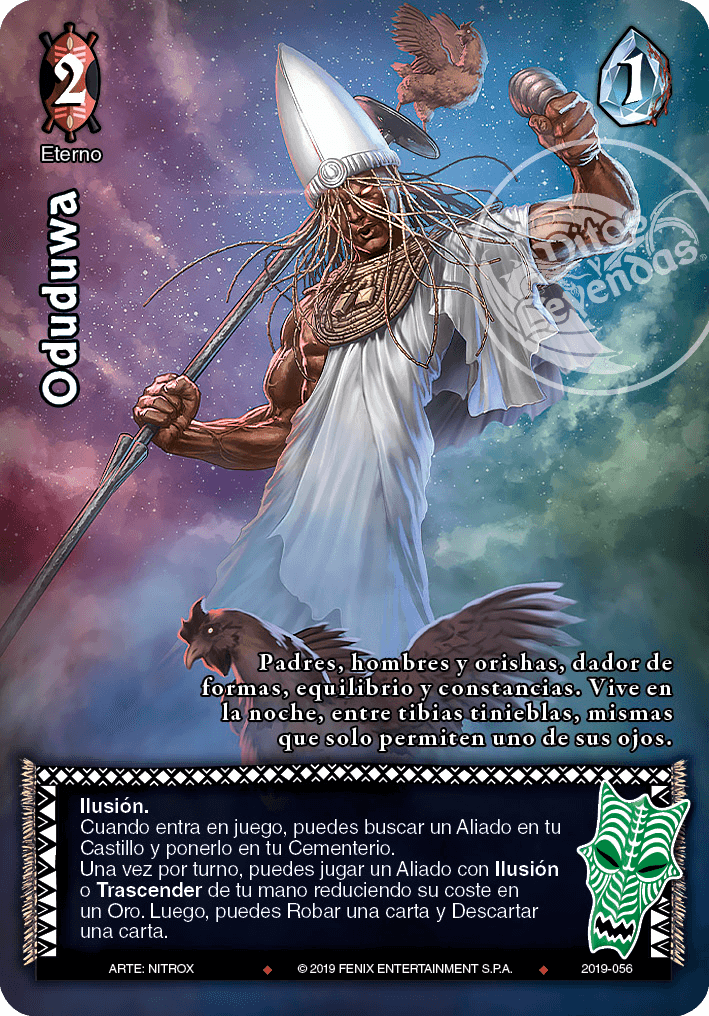 2
1
Eterno
Oduduwa
Mitos
y
Leyendas
Padres, hombres y orishas, dador de
formas, equilibrio y constancias. Vive en
la noche, entre tibias tinieblas, mismas
que solo permiten uno de sus ojos.
Ilusión.
Cuando entra en juego, puedes buscar un Aliado en tu
Castillo y ponerlo en tu Cementerio.
Una vez por turno, puedes jugar un Aliado con Ilusión
o Trascender de tu mano reduciendo su coste en
un Oro. Luego, puedes Robar una carta y Descartar
una carta.
ARTE: NITROX ◆ © 2019 FENIX ENTERTAINMENT S.P.A. ◆ 2019-056